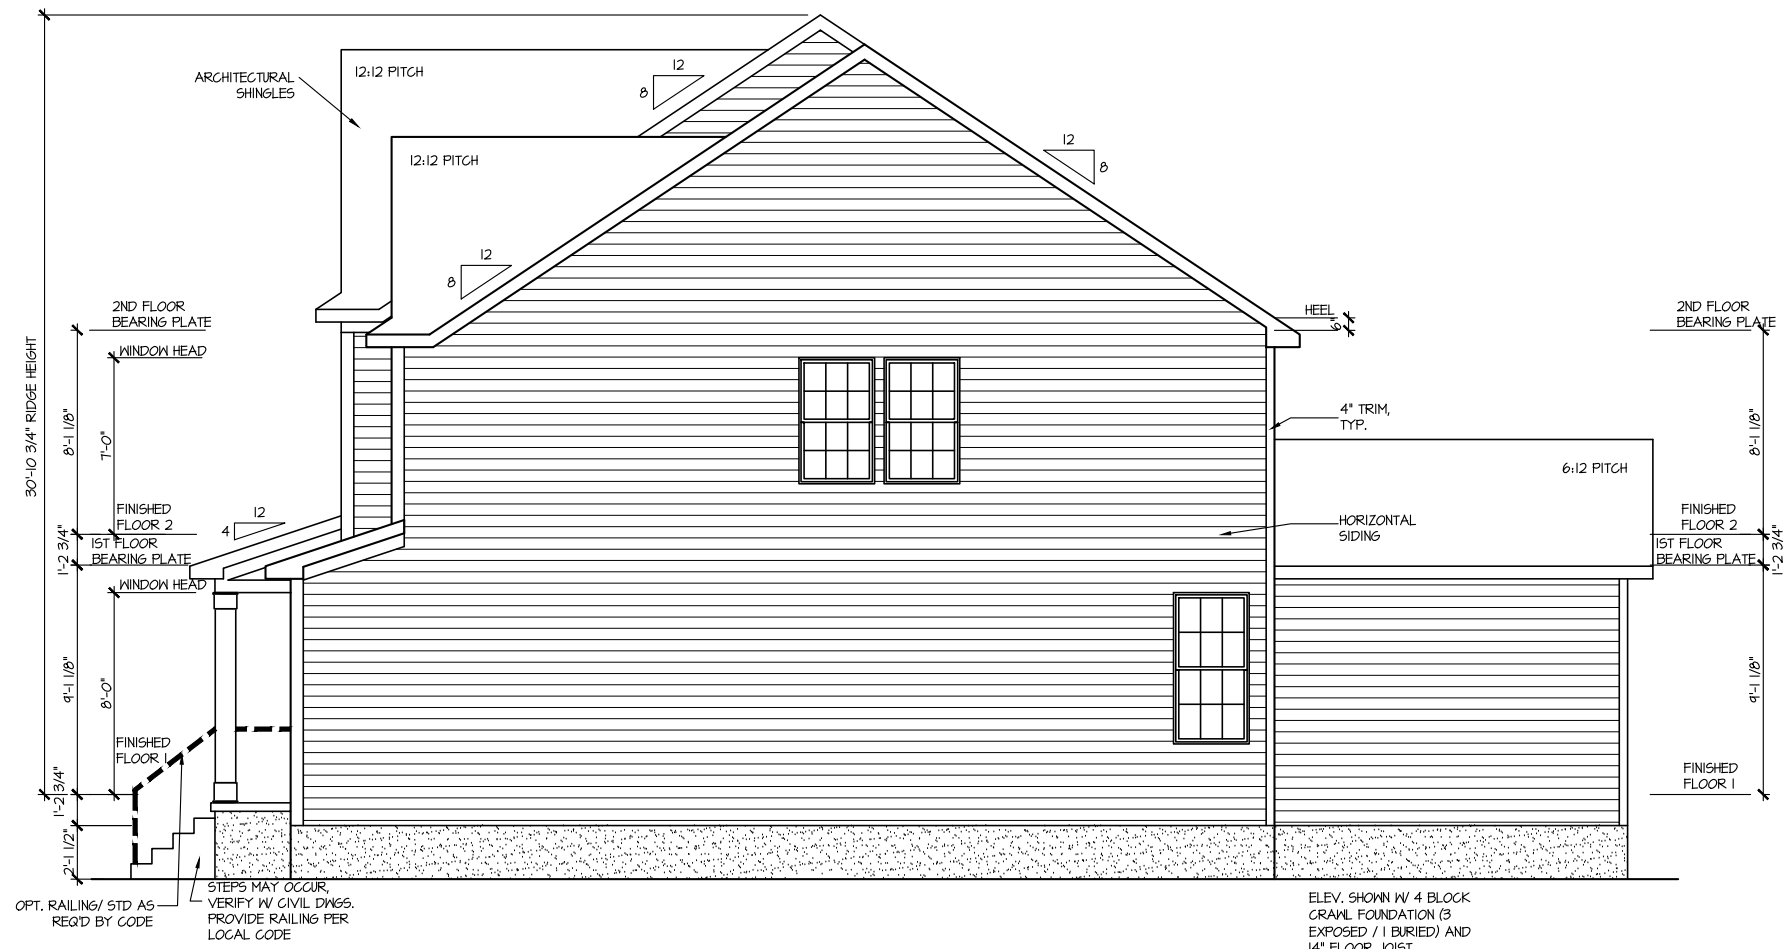 12:12 PITCH
ARCHITECTURAL
SHINGLES
12
8
12:12 PITCH
12
8
12
8
2ND FLOOR
BEARING PLATE
WINDOW HEAD
HEEL
6"
2ND FLOOR
BEARING PLATE
30'-10 3/4" RIDGE HEIGHT
8'-1 1/8"
7'-0"
4" TRIM,
TYP.
8'-1 1/8"
6:12 PITCH
FINISHED
FLOOR 2
12
4
HORIZONTAL
SIDING
FINISHED
FLOOR 2
1'-2 3/4"
1ST FLOOR
BEARING PLATE
1ST FLOOR
BEARING PLATE
1'-2 3/4"
WINDOW HEAD
9'-1 1/8"
8'-0"
9'-1 1/8"
FINISHED
FLOOR 1
FINISHED
FLOOR 1
1'-2 3/4"
2'-1 1/2"
OPT. RAILING/ STD AS
REQ'D BY CODE
STEPS MAY OCCUR,
VERIFY W/ CIVIL DWGS.
PROVIDE RAILING PER
LOCAL CODE
ELEV. SHOWN W/ 4 BLOCK
CRAWL FOUNDATION (3
EXPOSED / 1 BURIED) AND
14" FLOOR JOIST